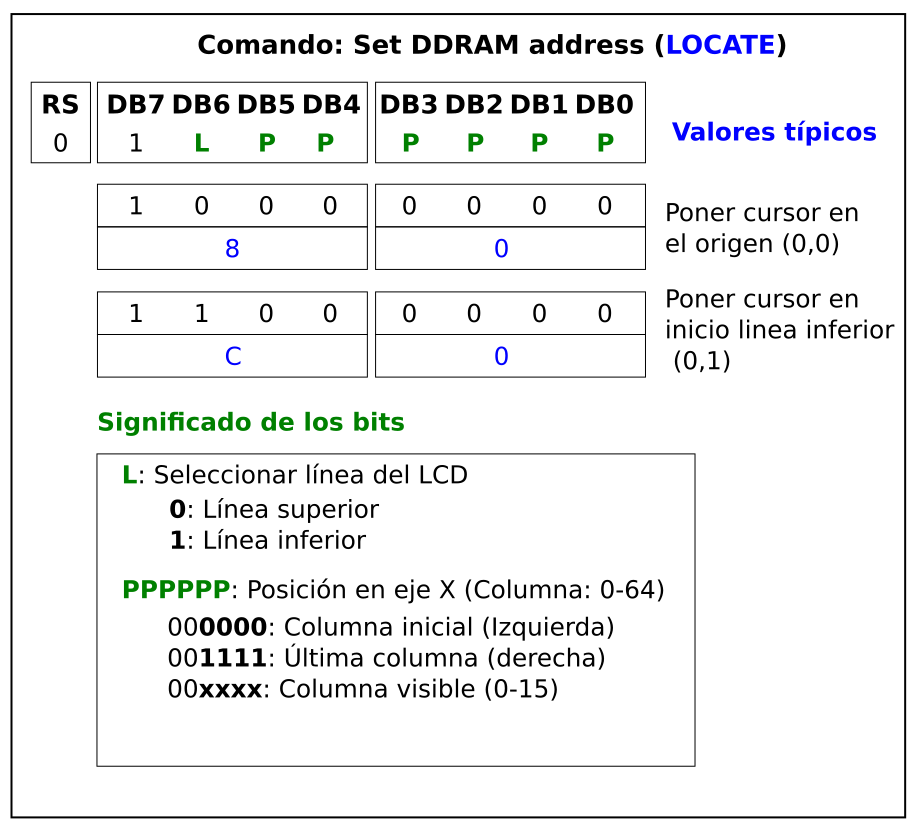 Comando: Set DDRAM address (LOCATE)
RS DB7 DB6 DB5 DB4 DB3 DB2 DB1 DB0
0 1 L P P P P P P
Valores típicos
1 0 0 0 0 0 0 0
8 0
Poner cursor en
el origen (0,0)
1 1 0 0 0 0 0 0
C 0
Poner cursor en
inicio linea inferior
(0,1)
Significado de los bits
L: Seleccionar línea del LCD
0: Línea superior
1: Línea inferior
PPPPPP: Posición en eje X (Columna: 0-64)
000000: Columna inicial (Izquierda)
001111: Última columna (derecha)
00xxxx: Columna visible (0-15)